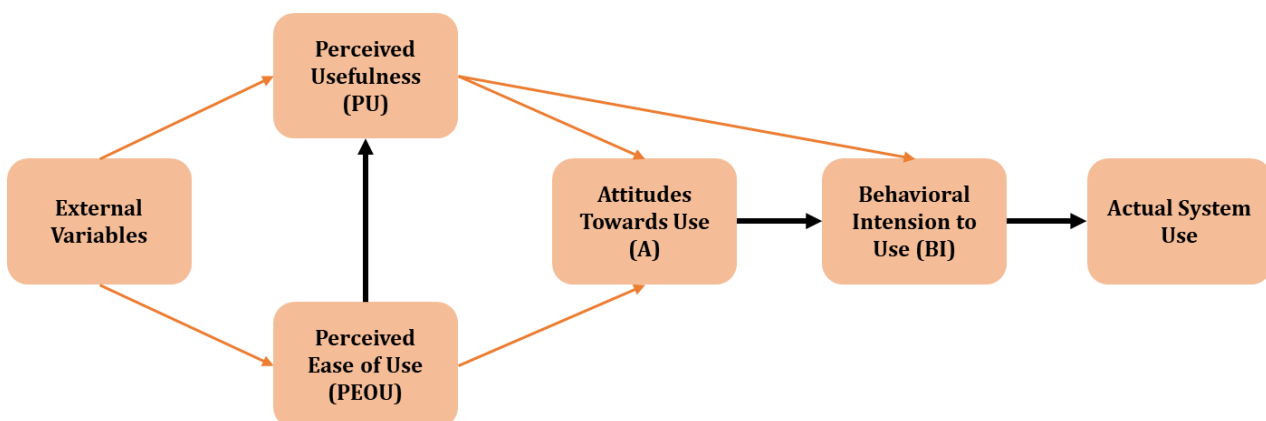 Perceived
Usefulness
(PU)
External
Variables
Attitudes
Towards Use
(A)
Behavioral
Intension to
Use (BI)
Actual System
Use
Perceived
Ease of Use
(PEOU)